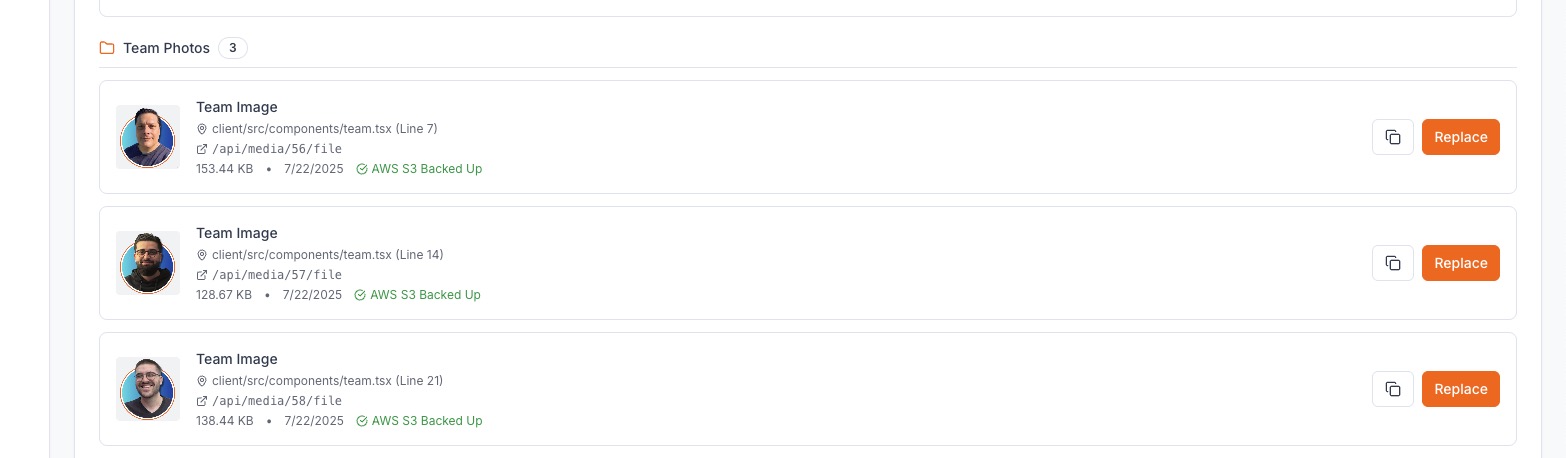 Team Photos 3
Team Image
client/src/components/team.tsx (Line 7)
/api/media/56/file
153.44 KB • 7/22/2025 AWS S3 Backed Up
Replace
Team Image
client/src/components/team.tsx (Line 14)
/api/media/57/file
128.67 KB • 7/22/2025 AWS S3 Backed Up
Replace
Team Image
client/src/components/team.tsx (Line 21)
/api/media/58/file
138.44 KB • 7/22/2025 AWS S3 Backed Up
Replace